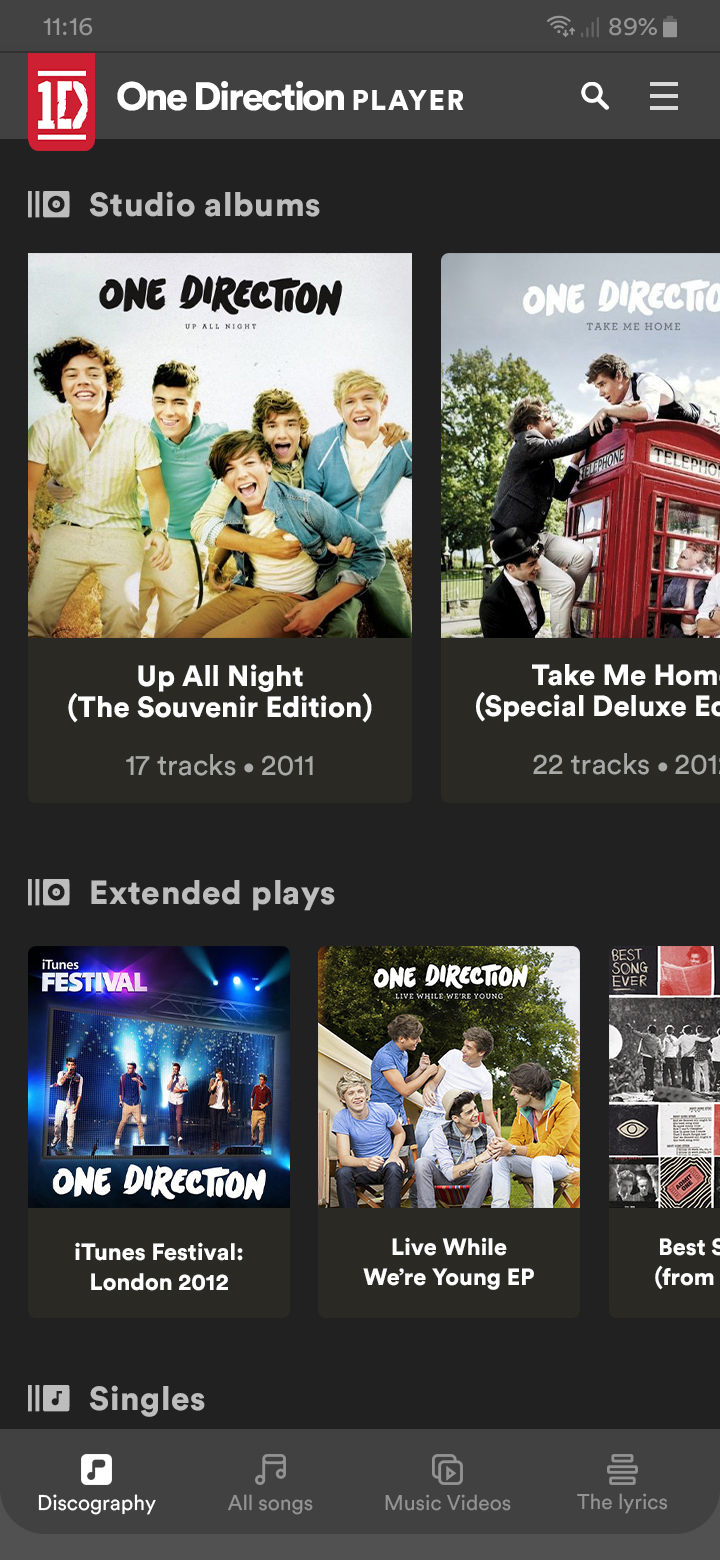 11:16
89%
1D
One Direction PLAYER
Studio albums
ONE DIRECTION
UP ALL NIGHT
ONE DIRECTIO
TAKE ME HOME
TELEPHONE
TELEPHO
Up All Night
(The Souvenir Edition)
17 tracks • 2011
Take Me Hom
(Special Deluxe Ed
22 tracks • 201
Extended plays
iTunes
FESTIVAL
ONE DIRECTION
ONE DIRECTION
LIVE WHILE WE'RE YOUNG
BEST
SONG
EVER
iTunes Festival:
London 2012
Live While
We're Young EP
Best S
(from
Singles
Discography
All songs
Music Videos
The lyrics